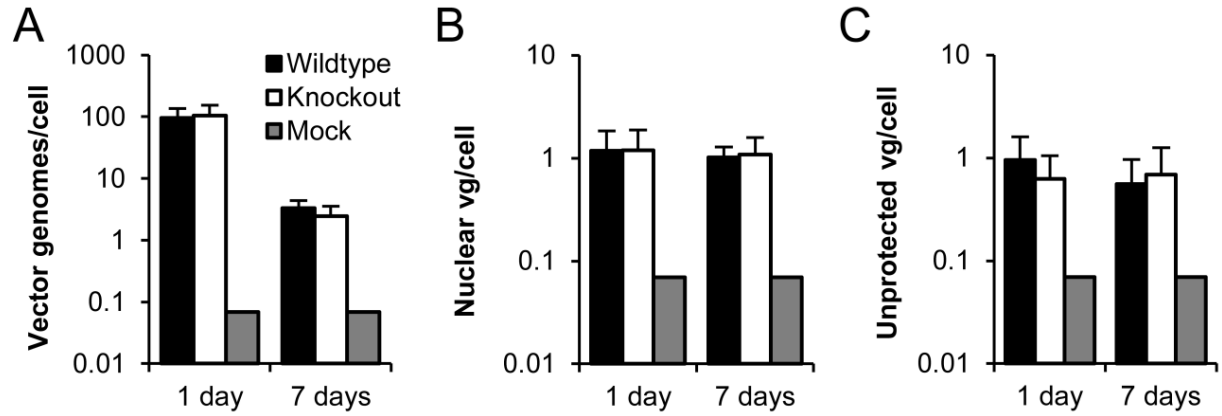 A
Vector genomes/cell
1000
100
10
1
0.1
0.01
Wildtype
Knockout
Mock
1 day
7 days
B
Nuclear vg/cell
10
1
0.1
0.01
1 day
7 days
C
Unprotected vg/cell
10
1
0.1
0.01
1 day
7 days